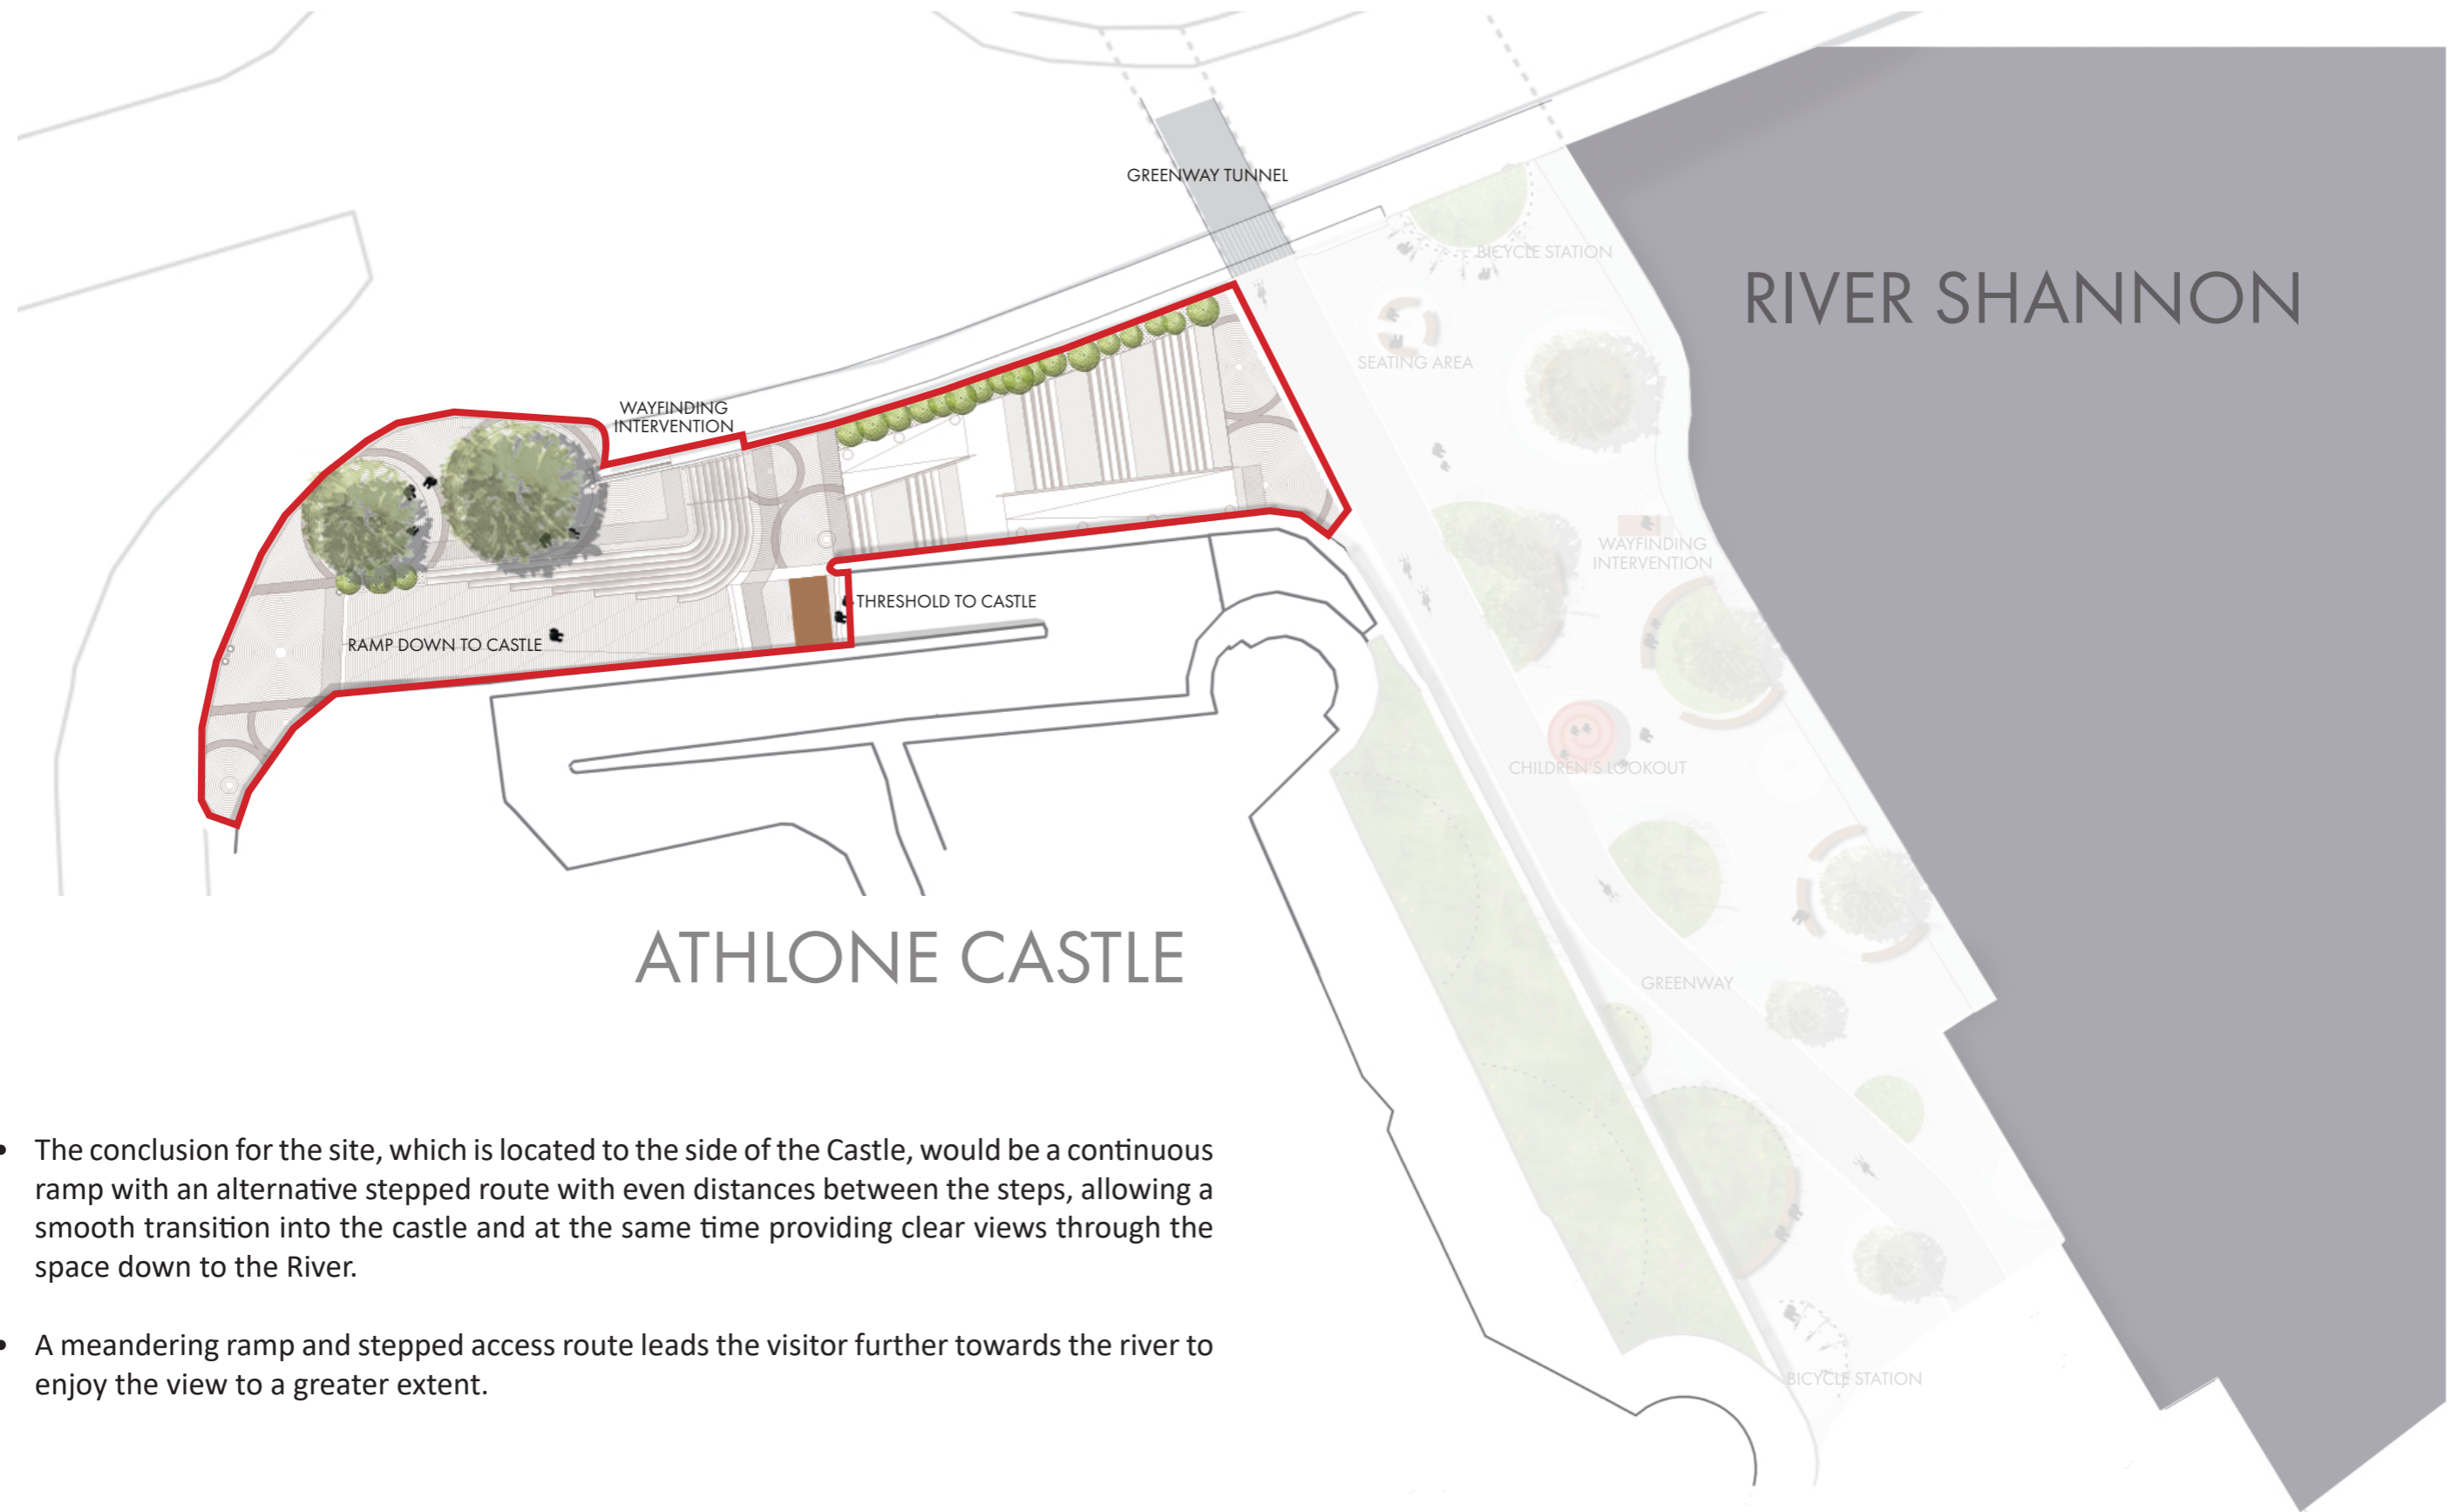 GREENWAY TUNNEL
BICYCLE STATION
RIVER SHANNON
SEATING AREA
WAYFINDING
INTERVENTION
WAYFINDING
INTERVENTION
THRESHOLD TO CASTLE
RAMP DOWN TO CASTLE
CHILDREN'S LOOKOUT
ATHLONE CASTLE
GREENWAY
• The conclusion for the site, which is located to the side of the Castle, would be a continuous
ramp with an alternative stepped route with even distances between the steps, allowing a
smooth transition into the castle and at the same time providing clear views through the
space down to the River.
• A meandering ramp and stepped access route leads the visitor further towards the river to
enjoy the view to a greater extent.
BICYCLE STATION